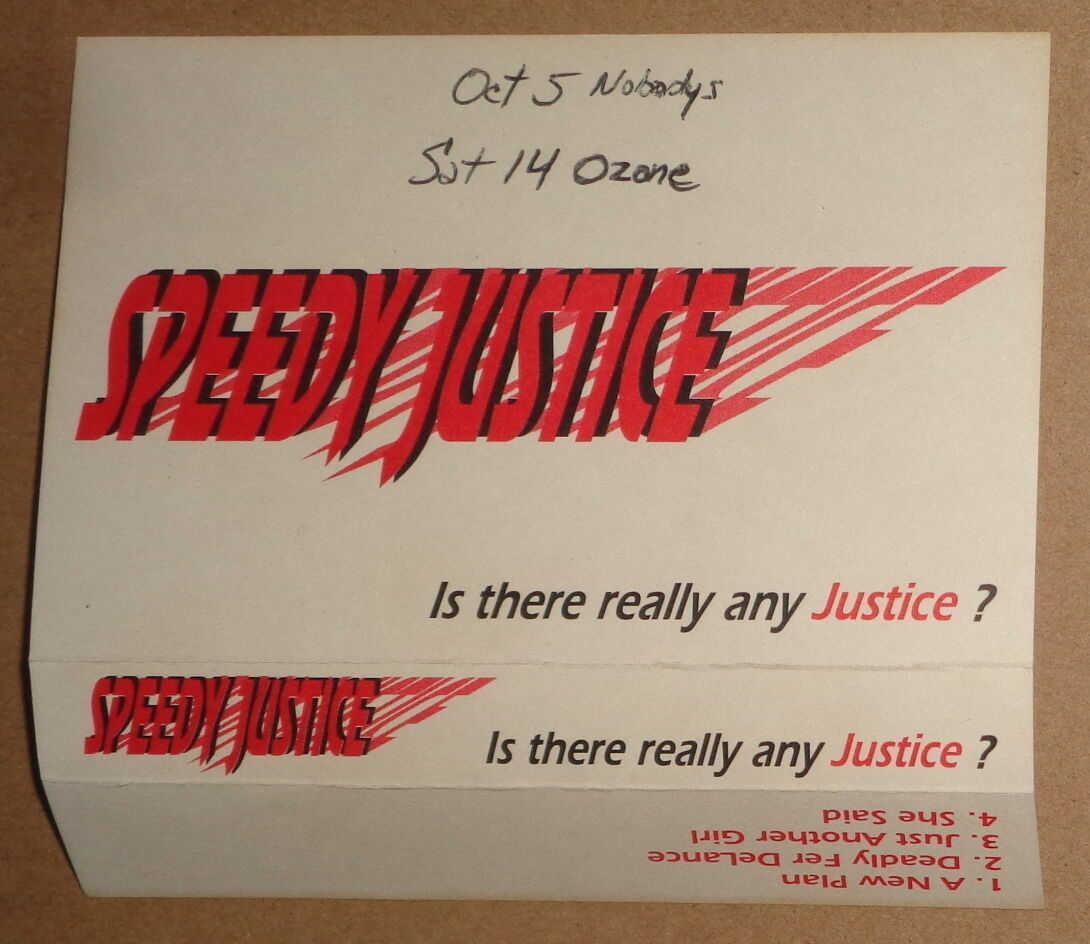 Oct 5 Nobodys
Sat 14 Ozone
SPEEDY JUSTICE
Is there really any Justice ?
SPEEDY JUSTICE
Is there really any Justice ?
1. A New Plan
2. Deadly Fer DeLance
3. Just Another Girl
4. She Said